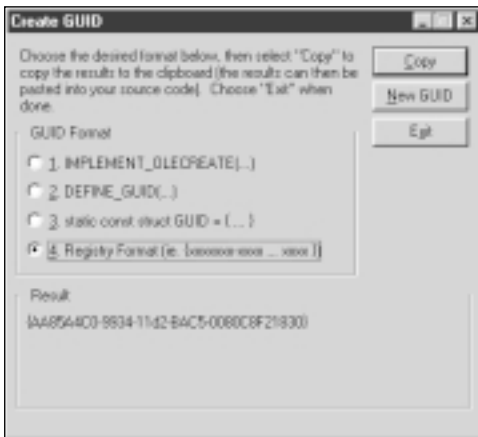 Create GUID
Choose the desired format below, then select "Copy" to
copy the results to the clipboard (the results can then be
pasted into your source code). Choose "Exit" when
done.
Copy
New GUID
Exit
GUID Format
1. IMPLEMENT_OLECREATE(...)
2. DEFINE_GUID(...)
3. static const struct GUID = { ... }
4. Registry Format (ie. {xxxxxxxx-xxxx ... xxxx })
Result
{AA85A4C0-9934-11d2-BAC5-0080C8F21830}